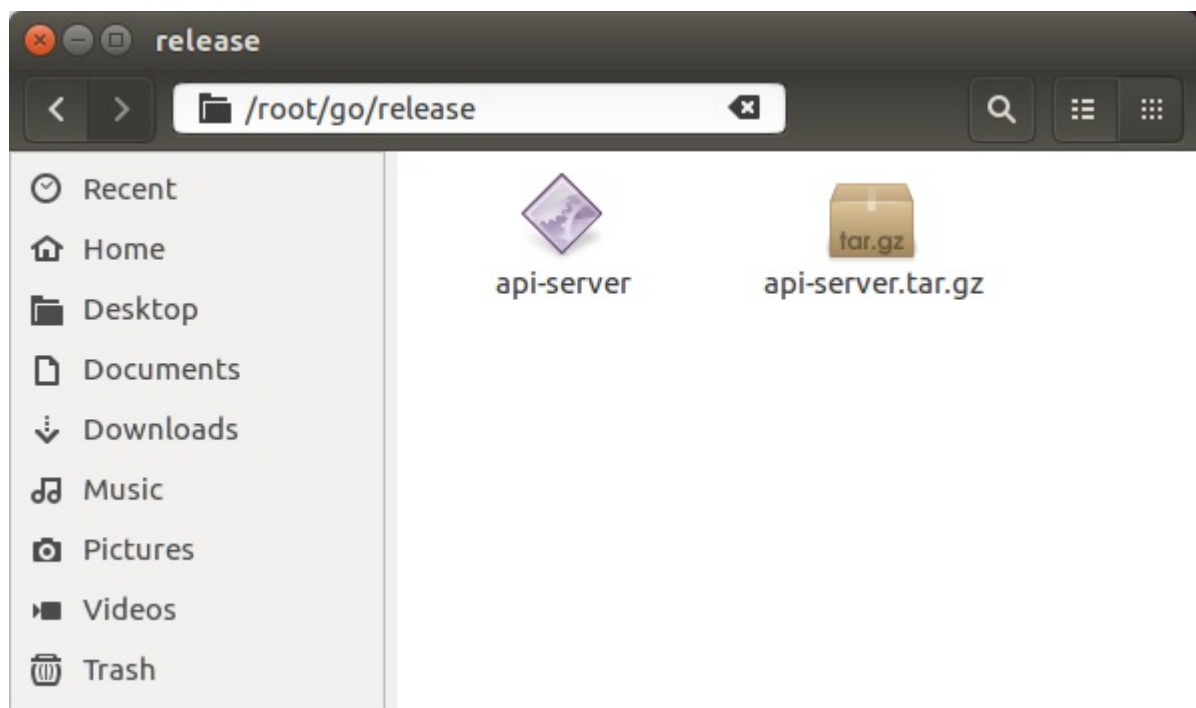 release
/root/go/release
Recent
Home
Desktop
Documents
Downloads
Music
Pictures
Videos
Trash
tar.gz
api-server
api-server.tar.gz